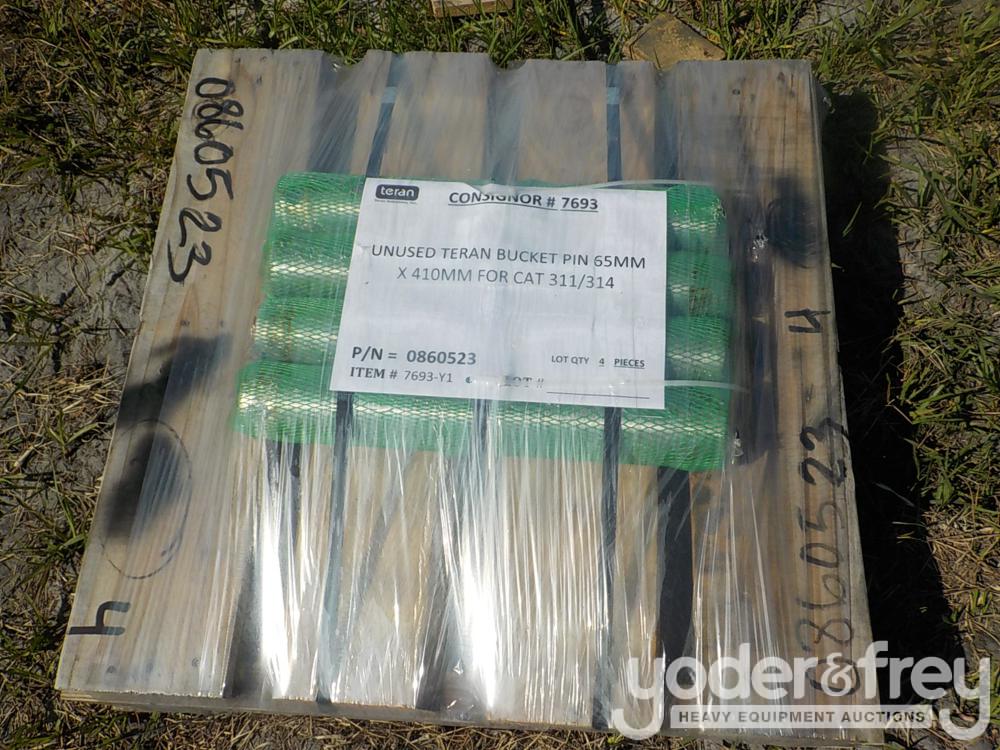 0860523
4
teran
CONSIGNOR # 7693
UNUSED TERAN BUCKET PIN 65MM
X 410MM FOR CAT 311/314
P/N = 0860523
LOT QTY 4 PIECES
ITEM # 7693-Y1
LOT #
4
0860523
yoder&frey
HEAVY EQUIPMENT AUCTIONS